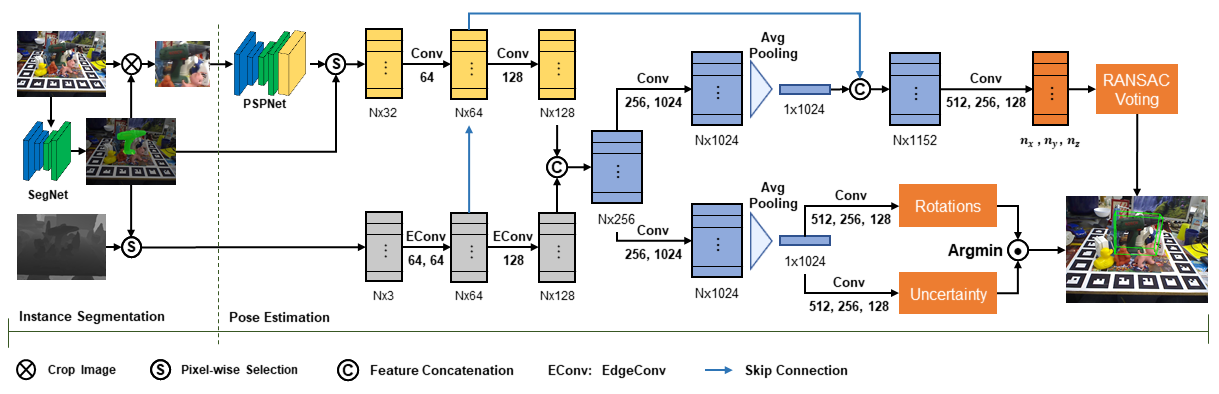 PSPNet
S
Nx32
Conv
64
Nx64
Conv
128
Nx128
SegNet
S
Nx3
EConv
64, 64
Nx64
EConv
128
Nx128
C
Nx256
Conv
256, 1024
Nx1024
Avg
Pooling
1x1024
C
Nx1152
Conv
512, 256, 128
nx , ny, nz
RANSAC
Voting
Conv
256, 1024
Nx1024
Avg
Pooling
1x1024
Conv
512, 256, 128
Rotations
Conv
512, 256, 128
Uncertainty
Argmin
Instance Segmentation
Pose Estimation
Crop Image
S Pixel-wise Selection
C Feature Concatenation
EConv: EdgeConv
Skip Connection